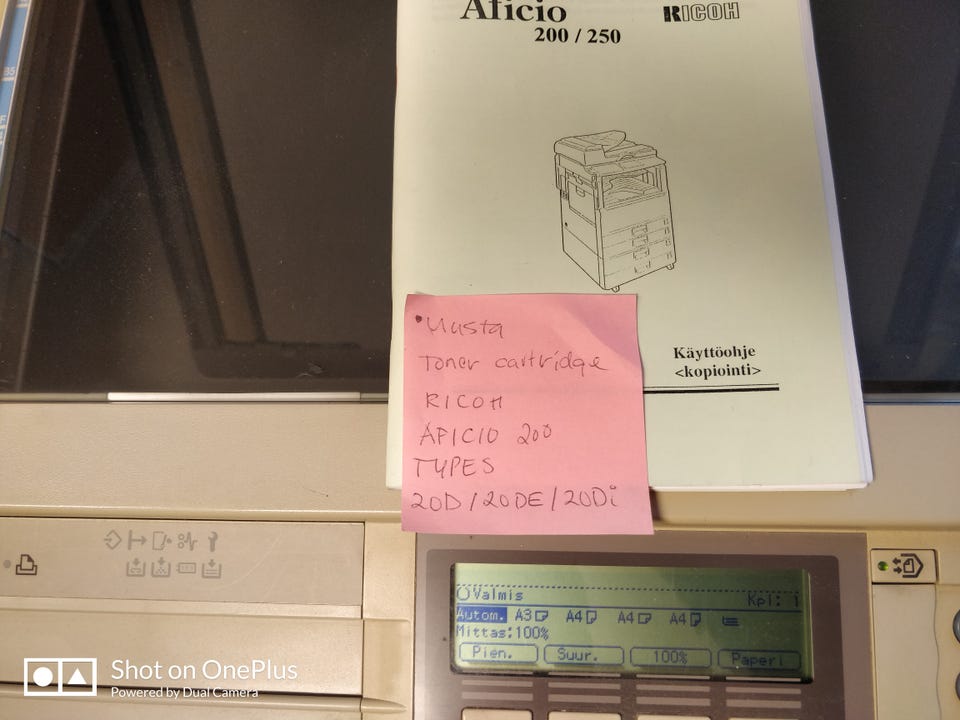 Aficio
RICOH
200 / 250
Käyttöohje
<kopiointi>
Musta
Toner cartridge
RICOH
AFICIO 200
TYPES
20D/20DE/20Di
Valmis
Kpl: 1
Autom. A3 A4 A4 A4
Mittas:100%
Pien. Suur. 100% Paperi
Shot on OnePlus
Powered by Dual Camera